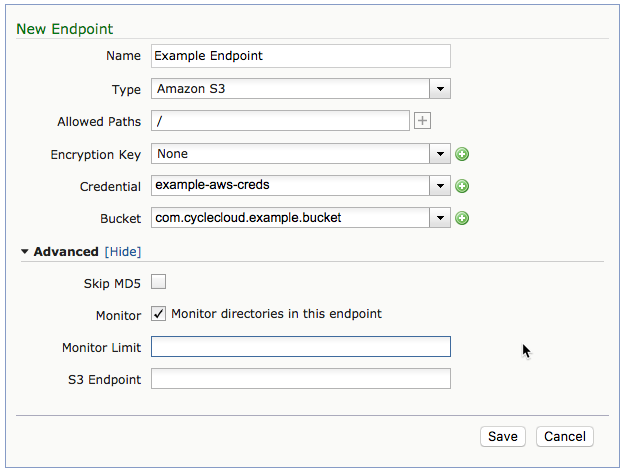 New Endpoint
Name Example Endpoint
Type Amazon S3
Allowed Paths /
Encryption Key None
Credential example-aws-creds
Bucket com.cyclecloud.example.bucket
Advanced [Hide]
Skip MD5
Monitor Monitor directories in this endpoint
Monitor Limit
S3 Endpoint
Save Cancel